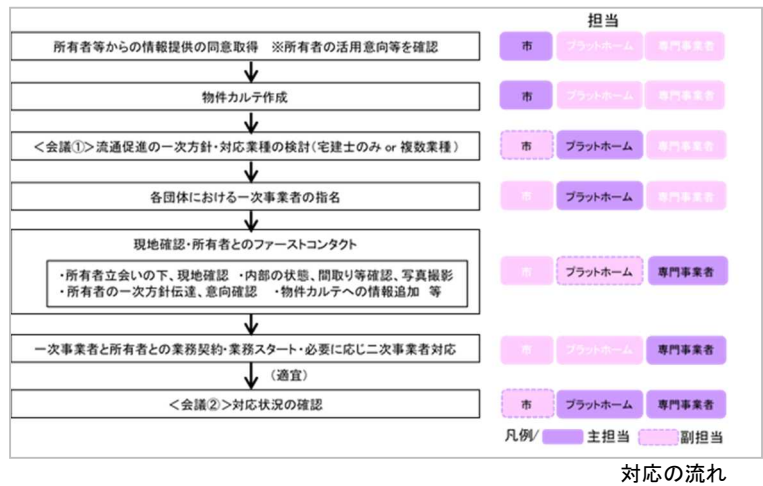 担当
所有者等からの情報提供の同意取得　※所有者の活用意向等を確認　市　プラットホーム　専門事業者
物件カルテ作成　市　プラットホーム　専門事業者
＜会議①＞流通促進の一次方針・対応業種の検討（宅建士のみ or 複数業種）　市　プラットホーム　専門事業者
各団体における一次事業者の指名　市　プラットホーム　専門事業者
現地確認・所有者とのファーストコンタクト
・所有者立会いの下、現地確認　・内部の状態、間取り等確認、写真撮影　市　プラットホーム　専門事業者
・所有者の一次方針伝達、意向確認　・物件カルテへの情報追加　等
一次事業者と所有者との業務契約・業務スタート・必要に応じ二次事業者対応　市　プラットホーム　専門事業者
（適宜）
＜会議②＞対応状況の確認　市　プラットホーム　専門事業者
凡例/　主担当　副担当
対応の流れ